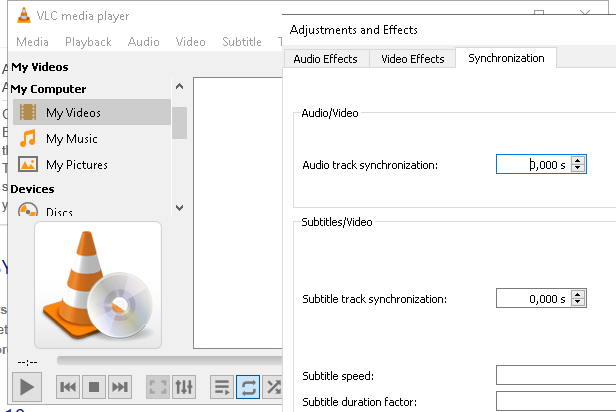 VLC media player
Media Playback Audio Video Subtitle
My Videos
My Computer
My Videos
My Music
My Pictures
Devices
Discs
--:--
Adjustments and Effects
Audio Effects Video Effects Synchronization
Audio/Video
Audio track synchronization: 0,000 s
Subtitles/Video
Subtitle track synchronization: 0,000 s
Subtitle speed:
Subtitle duration factor: